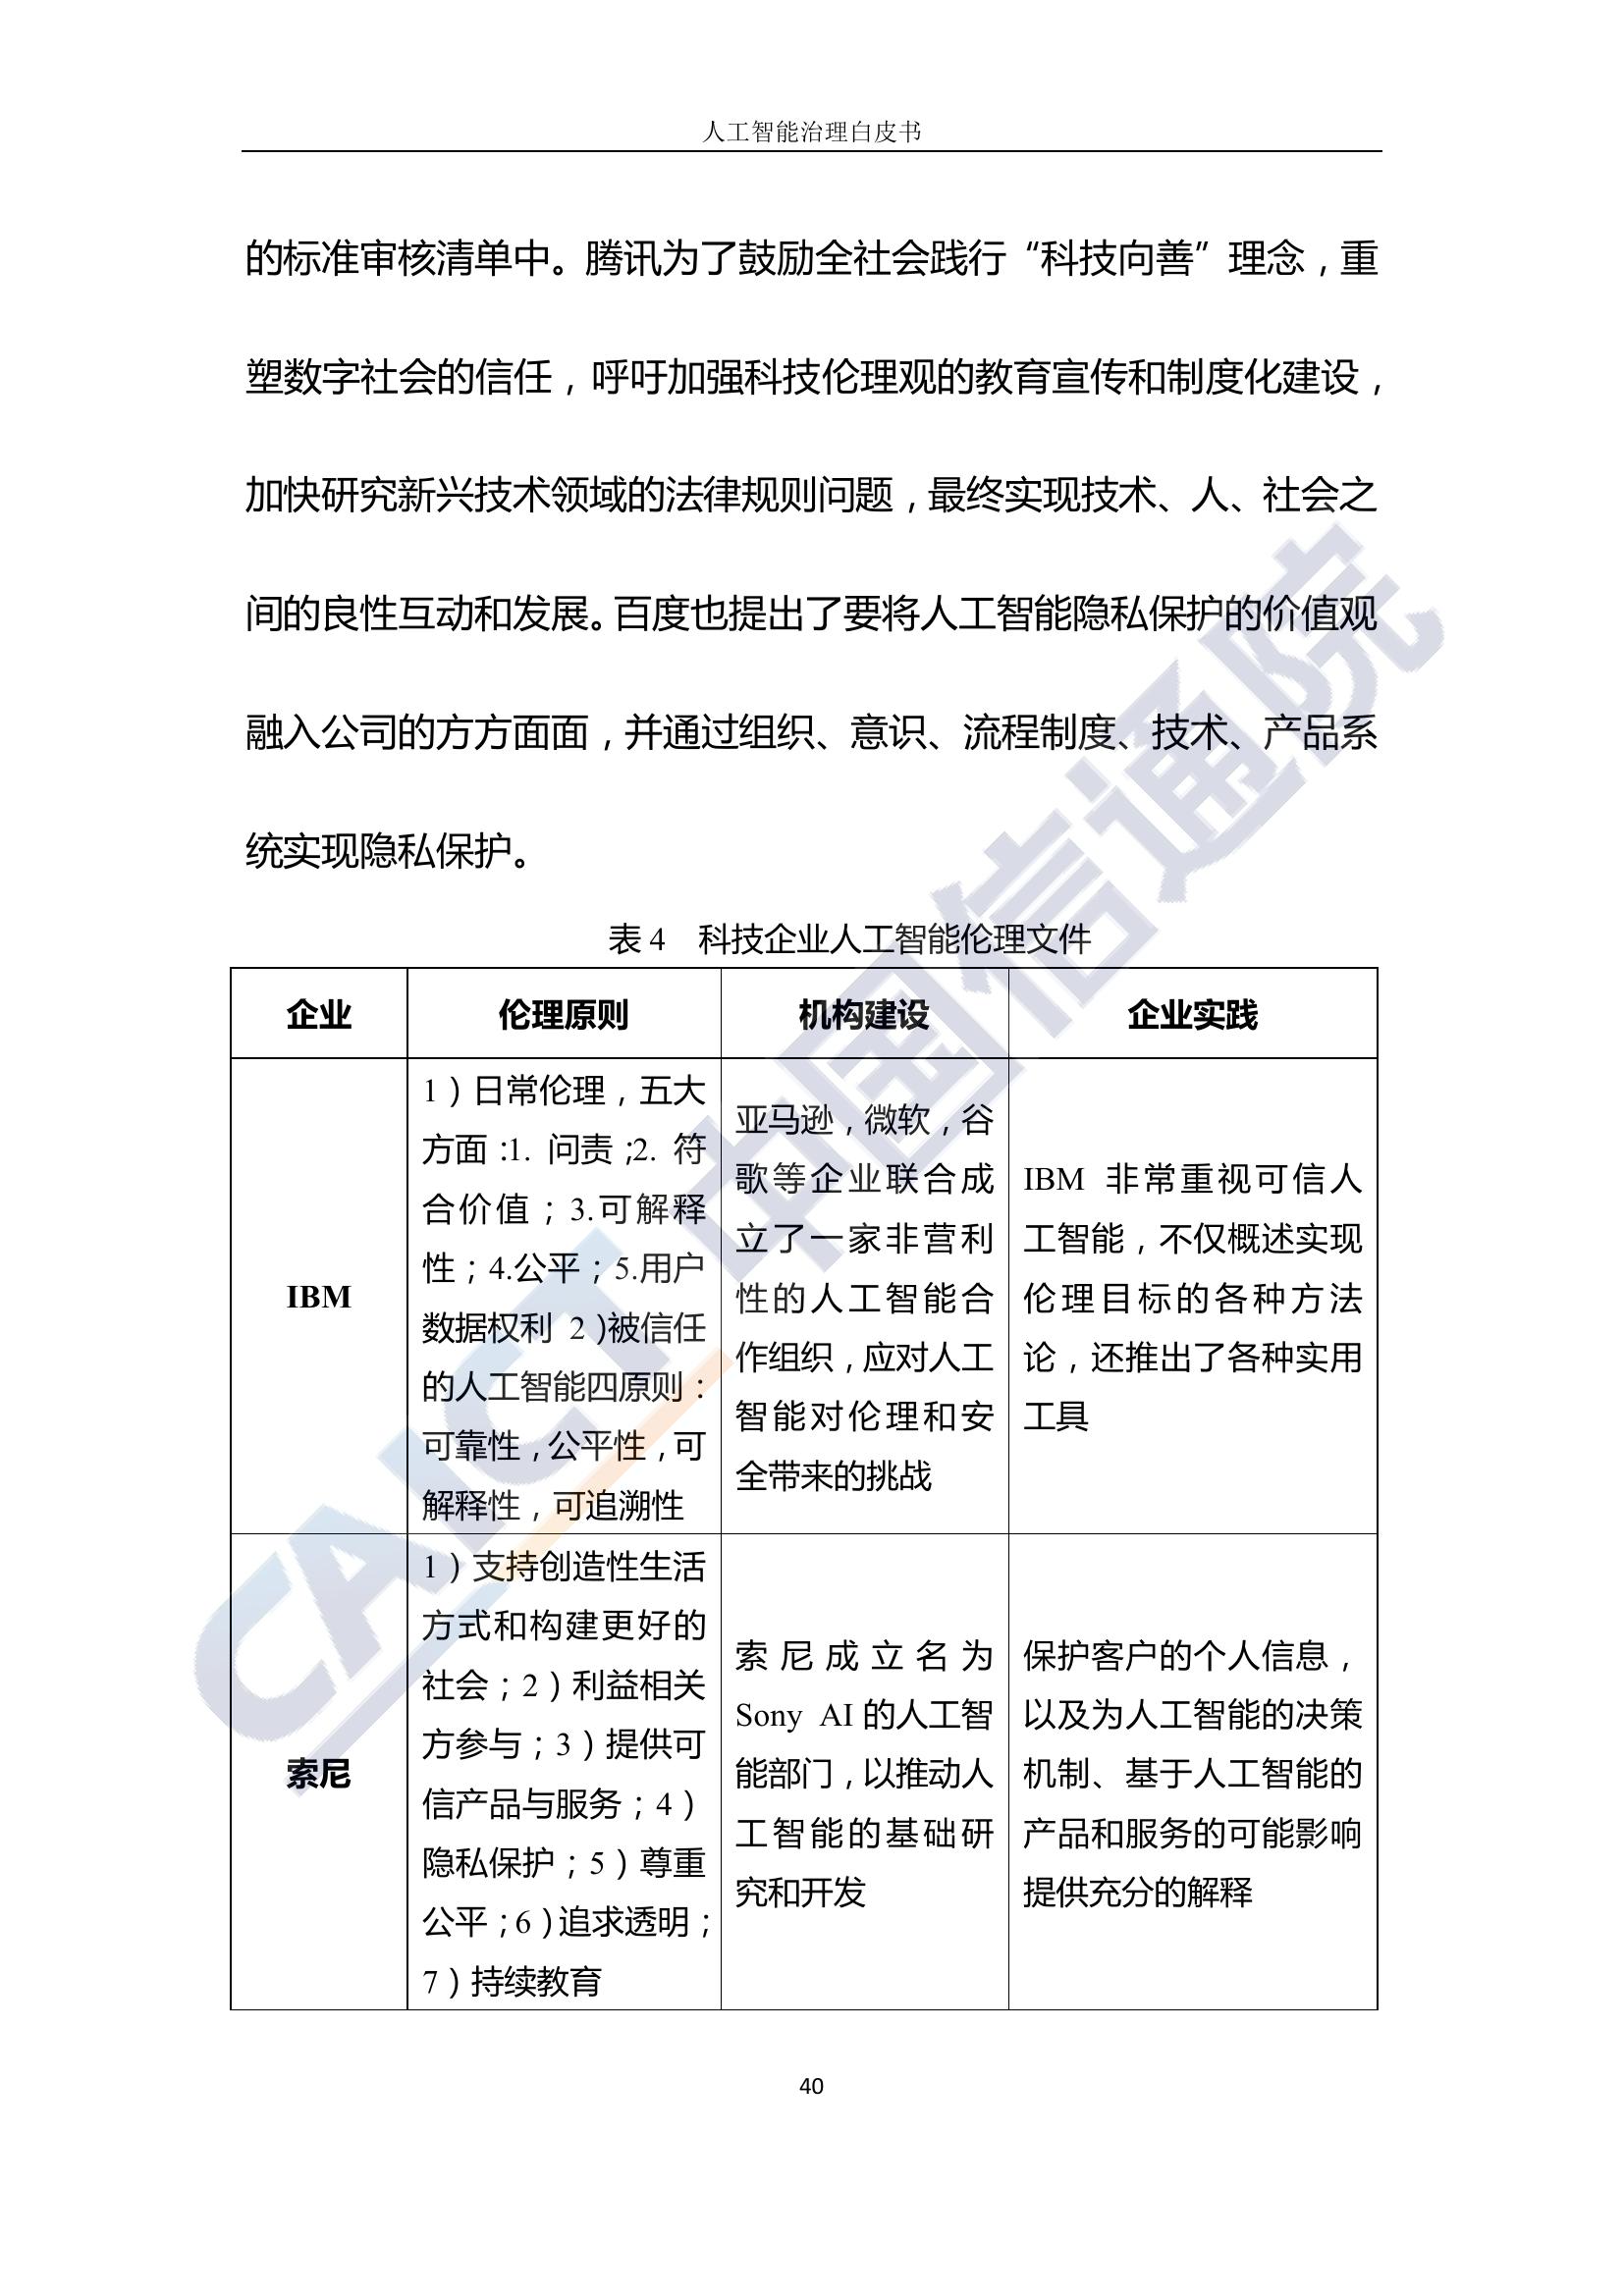 人工智能治理白皮书
的标准审核清单中。腾讯为了鼓励全社会践行“科技向善”理念，重
塑数字社会的信任，呼吁加强科技伦理观的教育宣传和制度化建设，
加快研究新兴技术领域的法律规则问题，最终实现技术、人、社会之
间的良性互动和发展。百度也提出了要将人工智能隐私保护的价值观
融入公司的方方面面，并通过组织、意识、流程制度、技术、产品系
统实现隐私保护。
表 4 科技企业人工智能伦理文件
企业 伦理原则 机构建设 企业实践
IBM
1）日常伦理，五大
方面：1. 问责；2. 符
合价值；3.可解释
性；4.公平；5.用户
数据权利 2）被信任
的人工智能四原则：
可靠性，公平性，可
解释性，可追溯性
亚马逊，微软，谷
歌等企业联合成
立了一家非营利
性的人工智能合
作组织，应对人工
智能对伦理和安
全带来的挑战
IBM 非常重视可信人
工智能，不仅概述实现
伦理目标的各种方法
论，还推出了各种实用
工具
索尼
1）支持创造性生活
方式和构建更好的
社会；2）利益相关
方参与；3）提供可
信产品与服务；4）
隐私保护；5）尊重
公平；6）追求透明；
7）持续教育
索尼成立名为
Sony AI 的人工智
能部门，以推动人
工智能的基础研
究和开发
保护客户的个人信息，
以及为人工智能的决策
机制、基于人工智能的
产品和服务的可能影响
提供充分的解释
40
CAICT 中国信通院